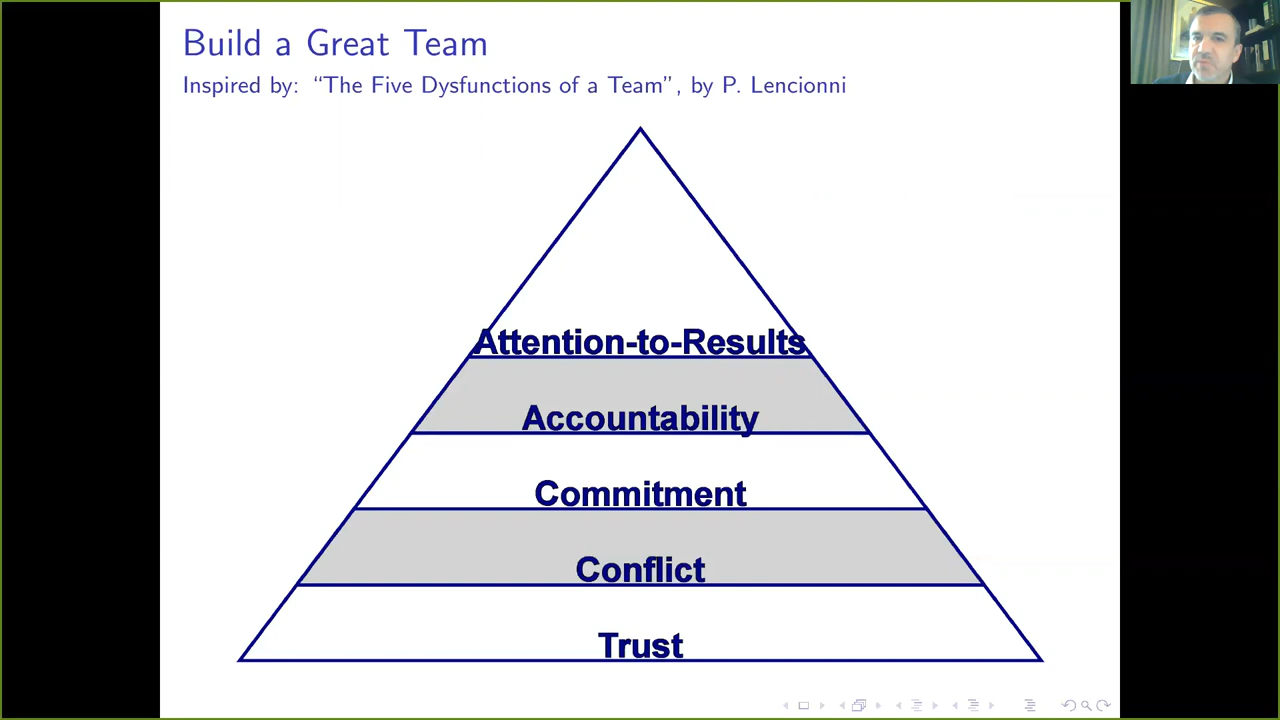 Build a Great Team
Inspired by: “The Five Dysfunctions of a Team”, by P. Lencionni
Attention-to-Results
Accountability
Commitment
Conflict
Trust